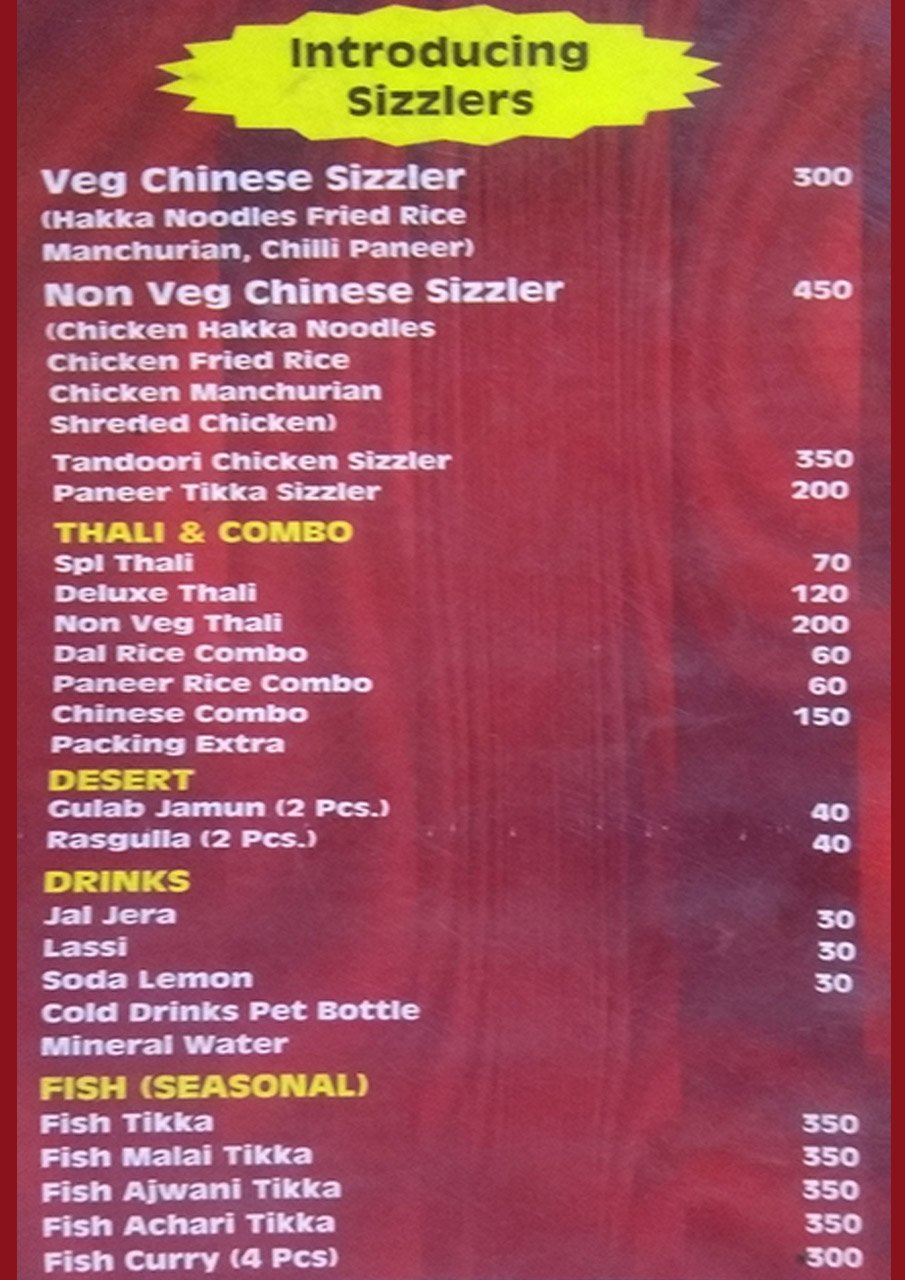 Introducing
Sizzlers
Veg Chinese Sizzler 300
(Hakka Noodles Fried Rice
Manchurian, Chilli Paneer)
Non Veg Chinese Sizzler 450
(Chicken Hakka Noodles
Chicken Fried Rice
Chicken Manchurian
Shreded Chicken)
Tandoori Chicken Sizzler 350
Paneer Tikka Sizzler 200
THALI & COMBO
Spl Thali 70
Deluxe Thali 120
Non Veg Thali 200
Dal Rice Combo 60
Paneer Rice Combo 60
Chinese Combo 150
Packing Extra
DESERT
Gulab Jamun (2 Pcs.) 40
Rasgulla (2 Pcs.) 40
DRINKS
Jal Jera 30
Lassi 30
Soda Lemon 30
Cold Drinks Pet Bottle
Mineral Water
FISH (SEASONAL)
Fish Tikka 350
Fish Malai Tikka 350
Fish Ajwani Tikka 350
Fish Achari Tikka 350
Fish Curry (4 Pcs) 300